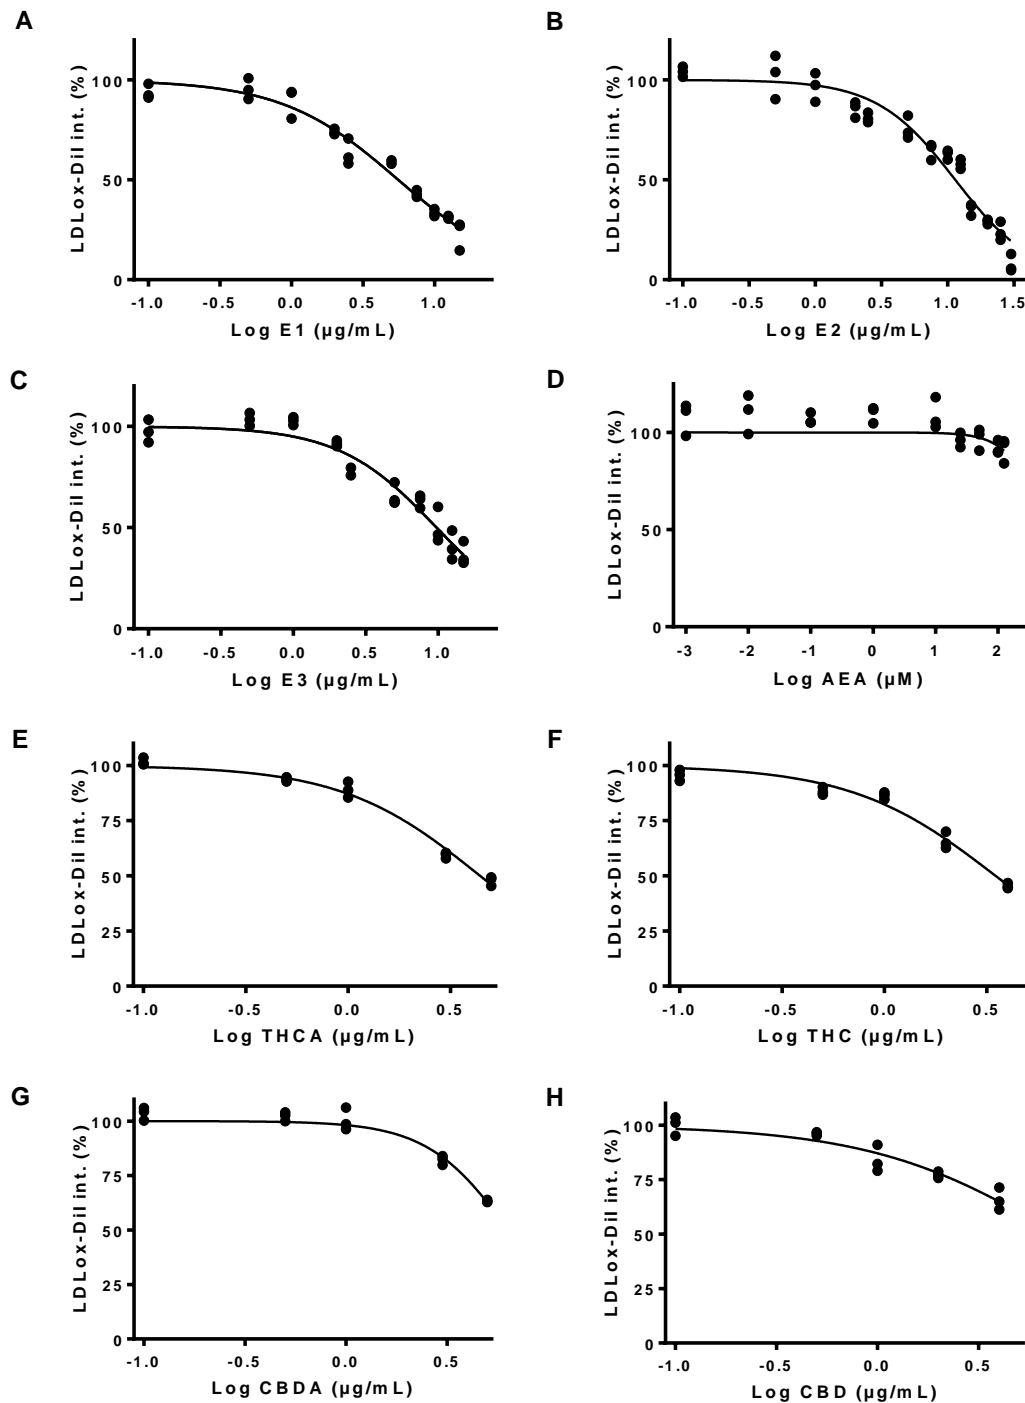 A
LDLox-DiI int. (%)
100
50
0
-1.0 -0.5 0.0 0.5 1.0
Log E1 (µg/mL)
B
LDLox-DiI int. (%)
100
50
0
-1.0 -0.5 0.0 0.5 1.0 1.5
Log E2 (µg/mL)
C
LDLox-DiI int. (%)
100
50
0
-1.0 -0.5 0.0 0.5 1.0
Log E3 (µg/mL)
D
LDLox-DiI int. (%)
100
50
0
-3 -2 -1 0 1 2
Log AEA (µM)
E
LDLox-DiI int. (%)
100
75
50
25
0
-1.0 -0.5 0.0 0.5
Log THCA (µg/mL)
F
LDLox-DiI int. (%)
100
75
50
25
0
-1.0 -0.5 0.0 0.5
Log THC (µg/mL)
G
LDLox-DiI int. (%)
100
75
50
25
0
-1.0 -0.5 0.0 0.5
Log CBDA (µg/mL)
H
LDLox-DiI int. (%)
100
75
50
25
0
-1.0 -0.5 0.0 0.5
Log CBD (µg/mL)